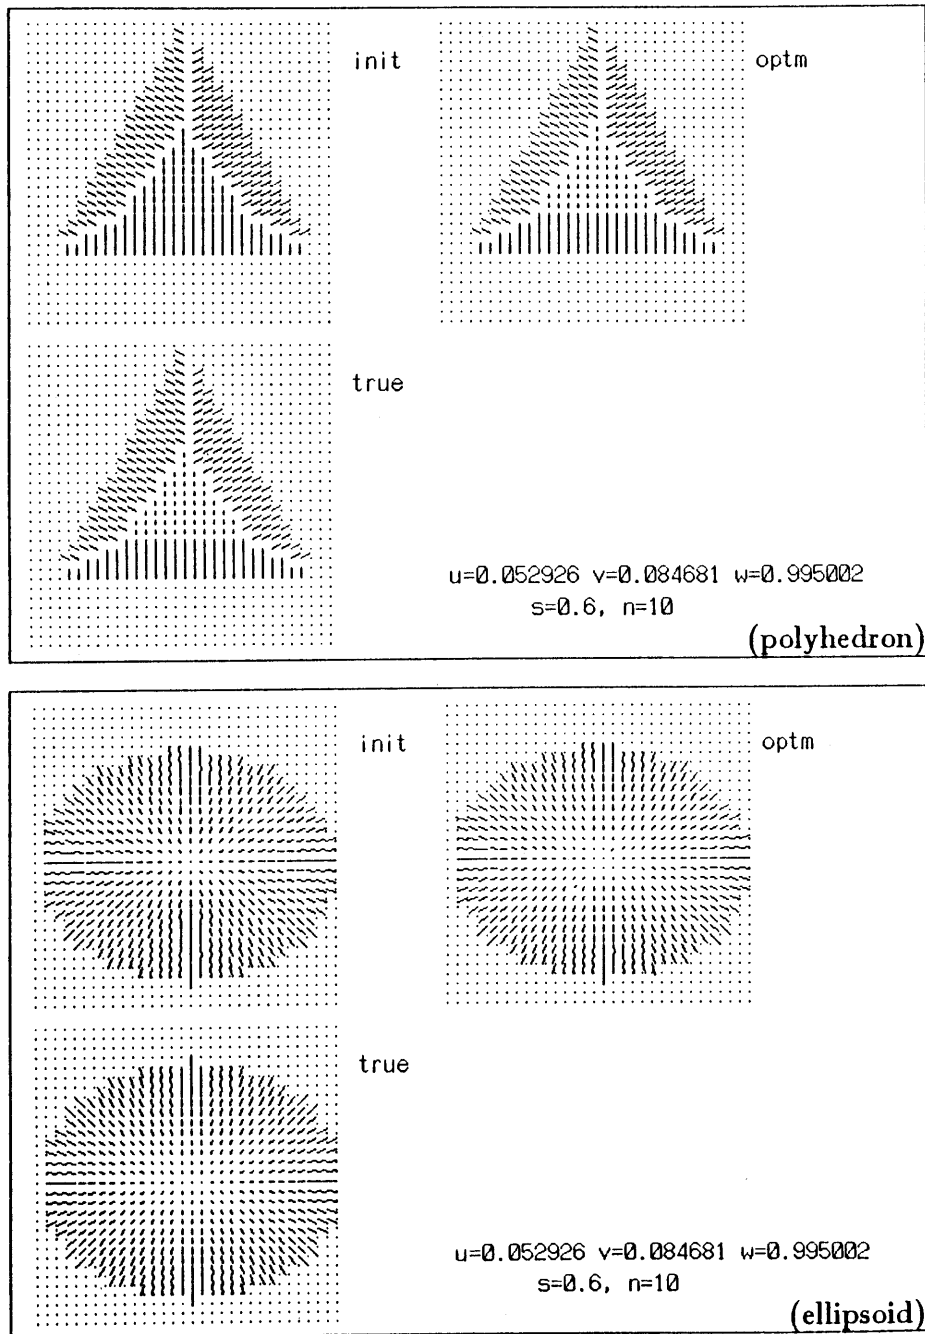 init
optm
true
u=0.052926 v=0.084681 w=0.995002
s=0.6, n=10
(polyhedron)
init
optm
true
u=0.052926 v=0.084681 w=0.995002
s=0.6, n=10
(ellipsoid)